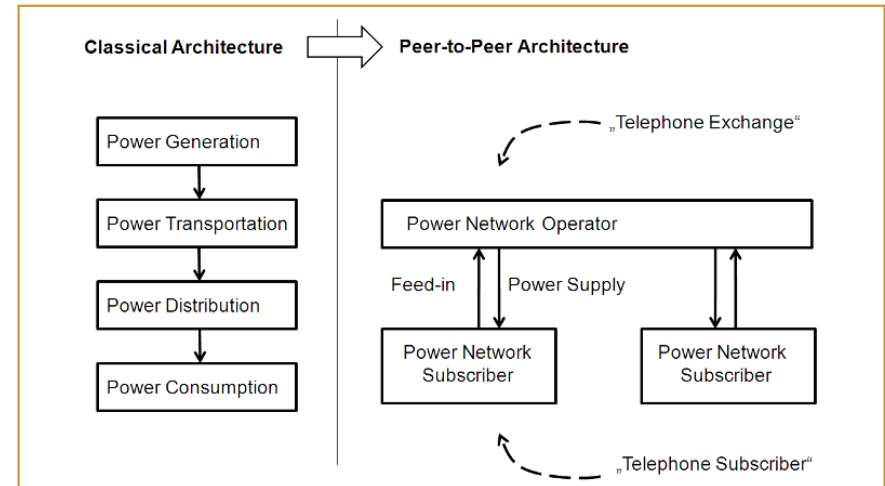 Classical Architecture
Peer-to-Peer Architecture
Power Generation
Power Transportation
Power Distribution
Power Consumption
„Telephone Exchange“
Power Network Operator
Feed-in
Power Supply
Power Network
Subscriber
Power Network
Subscriber
„Telephone Subscriber“